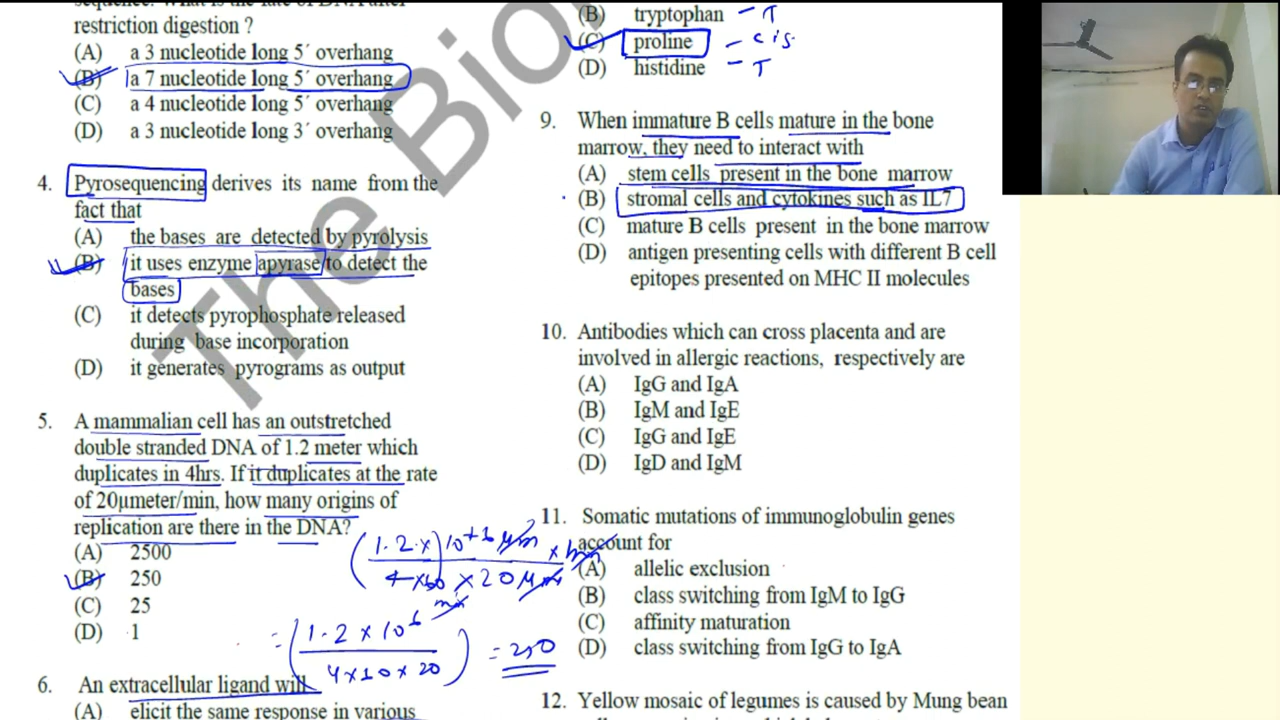 restriction digestion ?
(A) a 3 nucleotide long 5´ overhang
(B) a 7 nucleotide long 5´ overhang
(C) a 4 nucleotide long 5´ overhang
(D) a 3 nucleotide long 3´ overhang
4. Pyrosequencing derives its name from the
fact that
(A) the bases are detected by pyrolysis
(B) it uses enzyme apyrase to detect the
bases
(C) it detects pyrophosphate released
during base incorporation
(D) it generates pyrograms as output
5. A mammalian cell has an outstretched
double stranded DNA of 1.2 meter which
duplicates in 4hrs. If it duplicates at the rate
of 20µmeter/min, how many origins of
replication are there in the DNA?
(A) 2500
(B) 250
(C) 25
(D) 1
= (1.2 × 10⁶
4 × 10 × 20) = 250
6. An extracellular ligand will
(A) elicit the same response in various
(B) tryptophan - T
(C) proline - cis
(D) histidine - T
9. When immature B cells mature in the bone
marrow, they need to interact with
(A) stem cells present in the bone marrow
(B) stromal cells and cytokines such as IL7
(C) mature B cells present in the bone marrow
(D) antigen presenting cells with different B cell
epitopes presented on MHC II molecules
10. Antibodies which can cross placenta and are
involved in allergic reactions, respectively are
(A) IgG and IgA
(B) IgM and IgE
(C) IgG and IgE
(D) IgD and IgM
11. Somatic mutations of immunoglobulin genes
account for
(A) allelic exclusion
(B) class switching from IgM to IgG
(C) affinity maturation
(D) class switching from IgG to IgA
12. Yellow mosaic of legumes is caused by Mung bean
The Bio